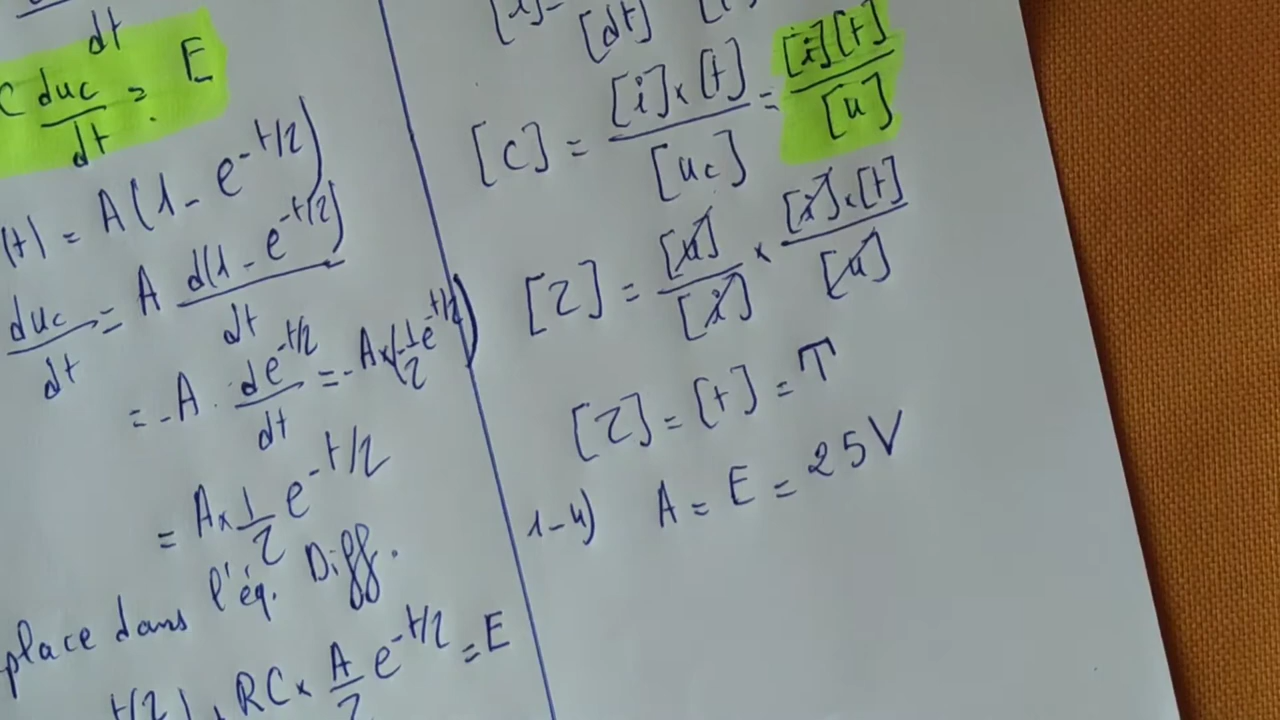 dt
C duc/dt = E
(t) = A(1 - e^-t/τ)
duc/dt = A d(1 - e^-t/τ)/dt
= -A . de^-t/τ/dt = -A×(-1/τ e^-t/τ)
= A × 1/τ e^-t/τ
place dans l'éq. Diff.
RC × A/τ e^-t/τ = E
[dt]
[C] = [i]×[t]/[uc] = [i][t]/[u]
[τ] = [u]/[i] × [i]×[t]/[u]
[τ] = [t] = T
1-4) A = E = 25V